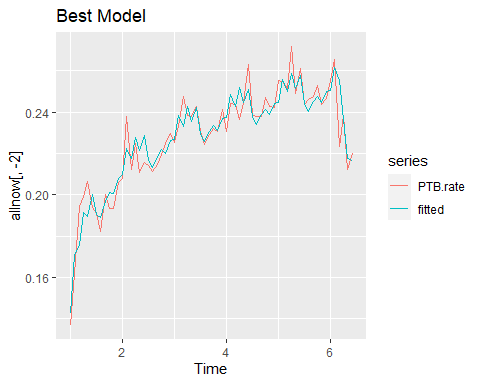 Best Model
allnow[, -2]
0.24
0.20
0.16
2
4
6
Time
series
PTB.rate
fitted